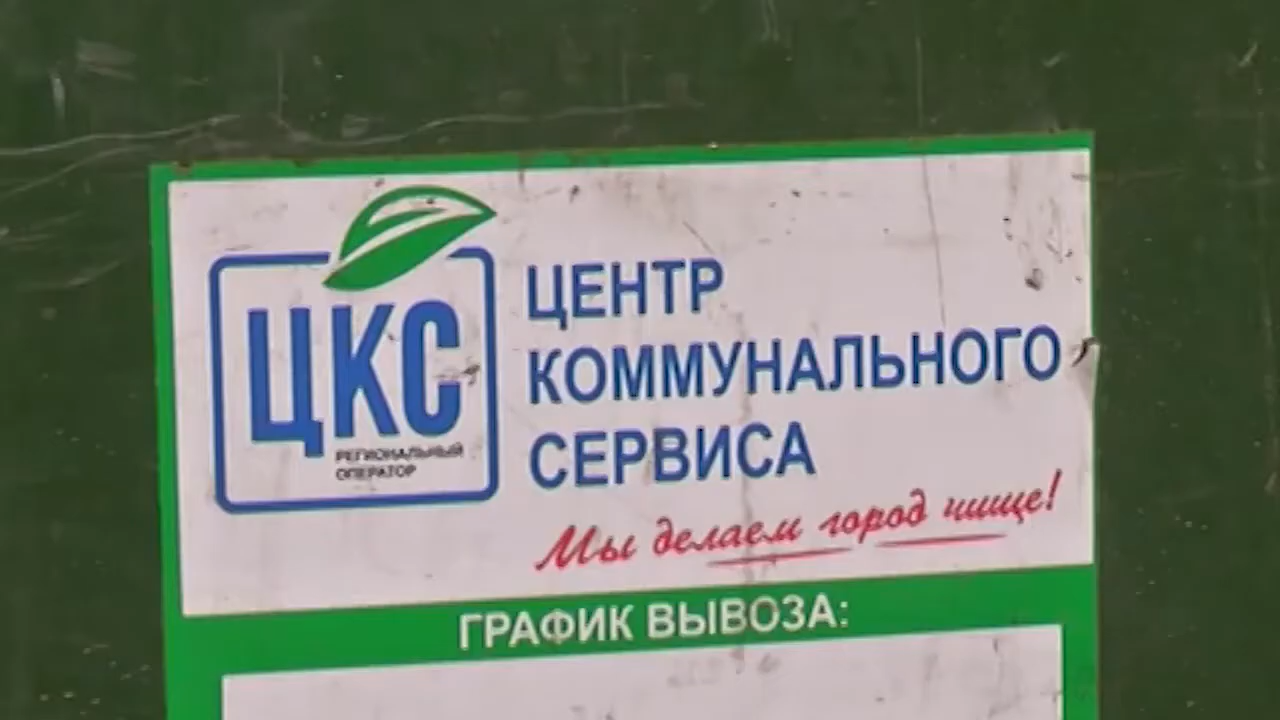 ЦКС
РЕГИОНАЛЬНЫЙ
ОПЕРАТОР
ЦЕНТР
КОММУНАЛЬНОГО
СЕРВИСА
Мы делаем город чище!
ГРАФИК ВЫВОЗА: